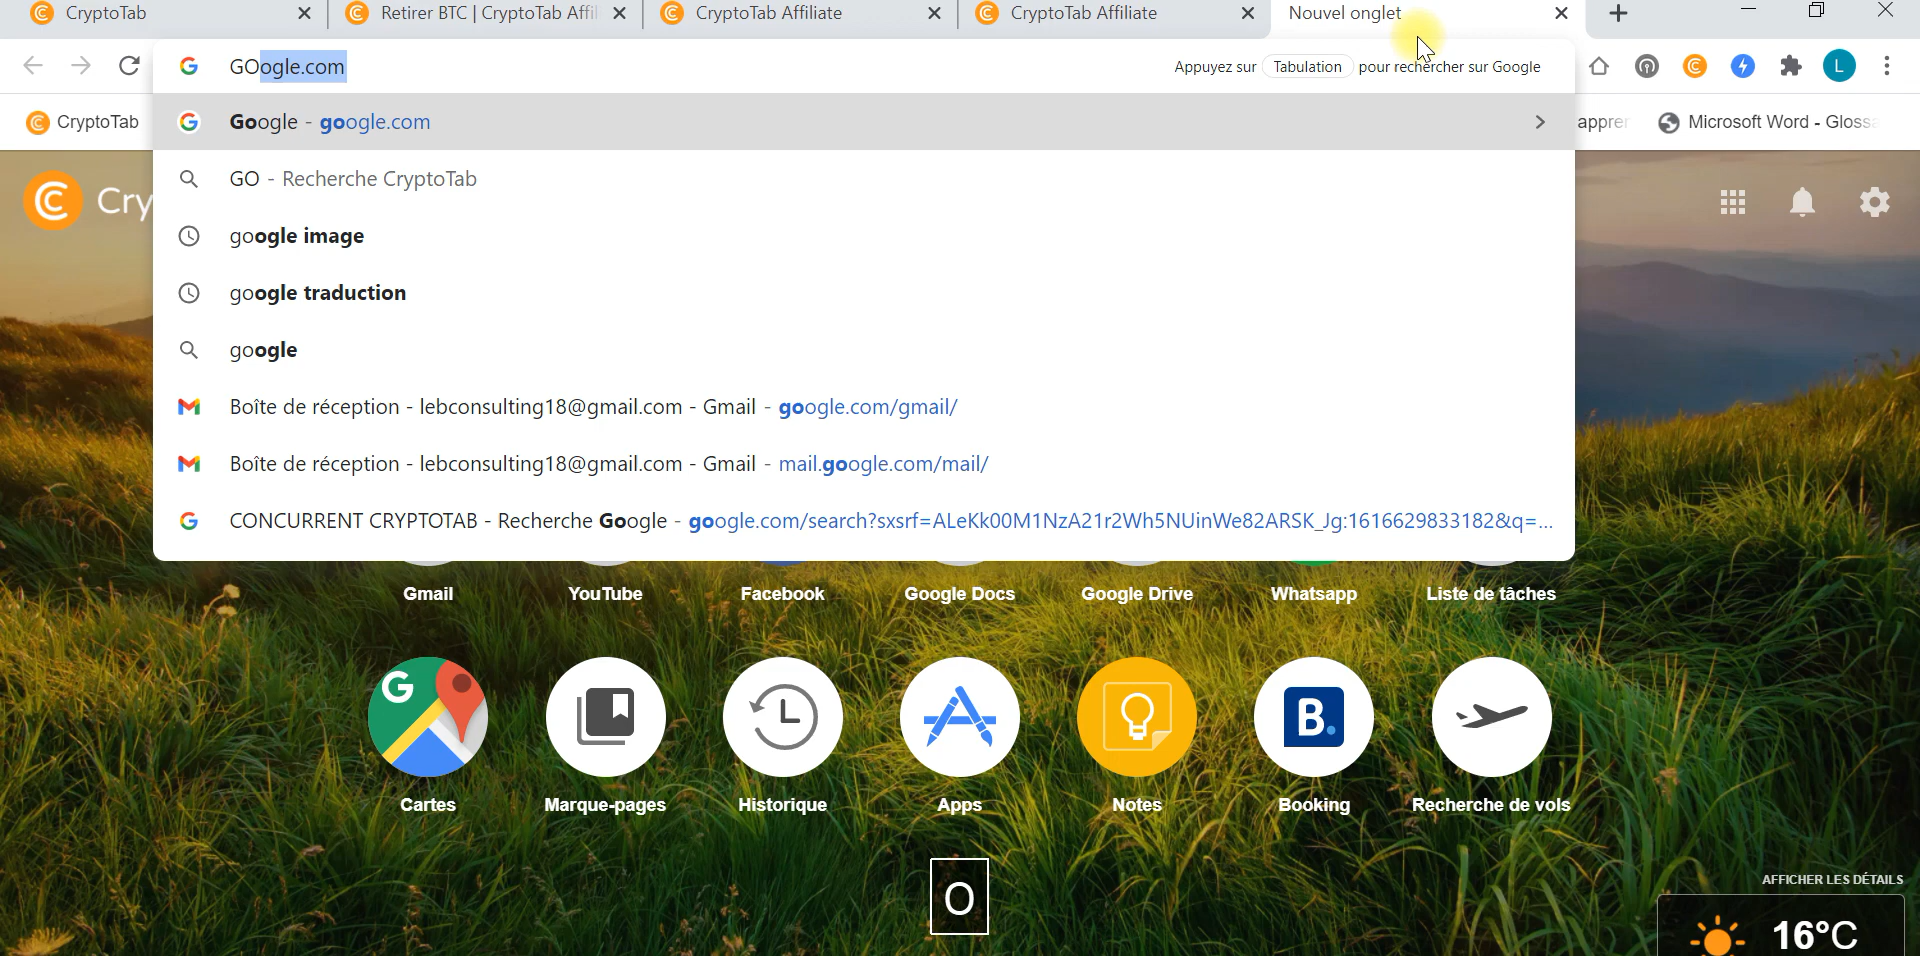 CryptoTab
Retirer BTC | CryptoTab Affil
CryptoTab Affiliate
CryptoTab Affiliate
Nouvel onglet
GOogle.com
Appuyez sur Tabulation pour rechercher sur Google
L
CryptoTab
Google - google.com
appre
Microsoft Word - Gloss
Cry
GO - Recherche CryptoTab
google image
google traduction
google
Boîte de réception - lebconsulting18@gmail.com - Gmail - google.com/gmail/
Boîte de réception - lebconsulting18@gmail.com - Gmail - mail.google.com/mail/
CONCURRENT CRYPTOTAB - Recherche Google - google.com/search?sxsrf=ALeKk00M1NzA21r2Wh5NUinWe82ARSK_Jg:1616629833182&q=...
Gmail
YouTube
Facebook
Google Docs
Google Drive
Whatsapp
Liste de tâches
G
B.
Cartes
Marque-pages
Historique
Apps
Notes
Booking
Recherche de vols
O
AFFICHER LES DÉTAILS
16°C